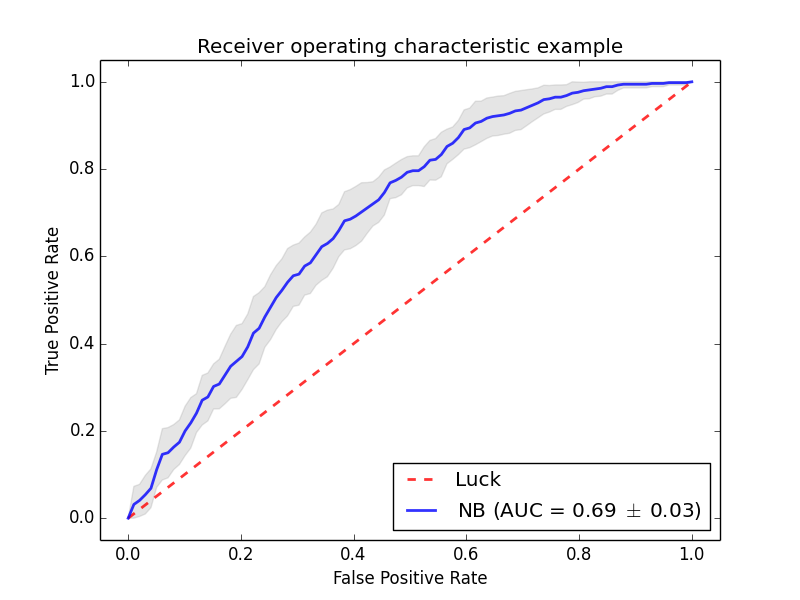 Receiver operating characteristic example
1.0
0.8
0.6
0.4
0.2
0.0
True Positive Rate
Luck
NB (AUC = 0.69 ± 0.03)
0.0 0.2 0.4 0.6 0.8 1.0
False Positive Rate